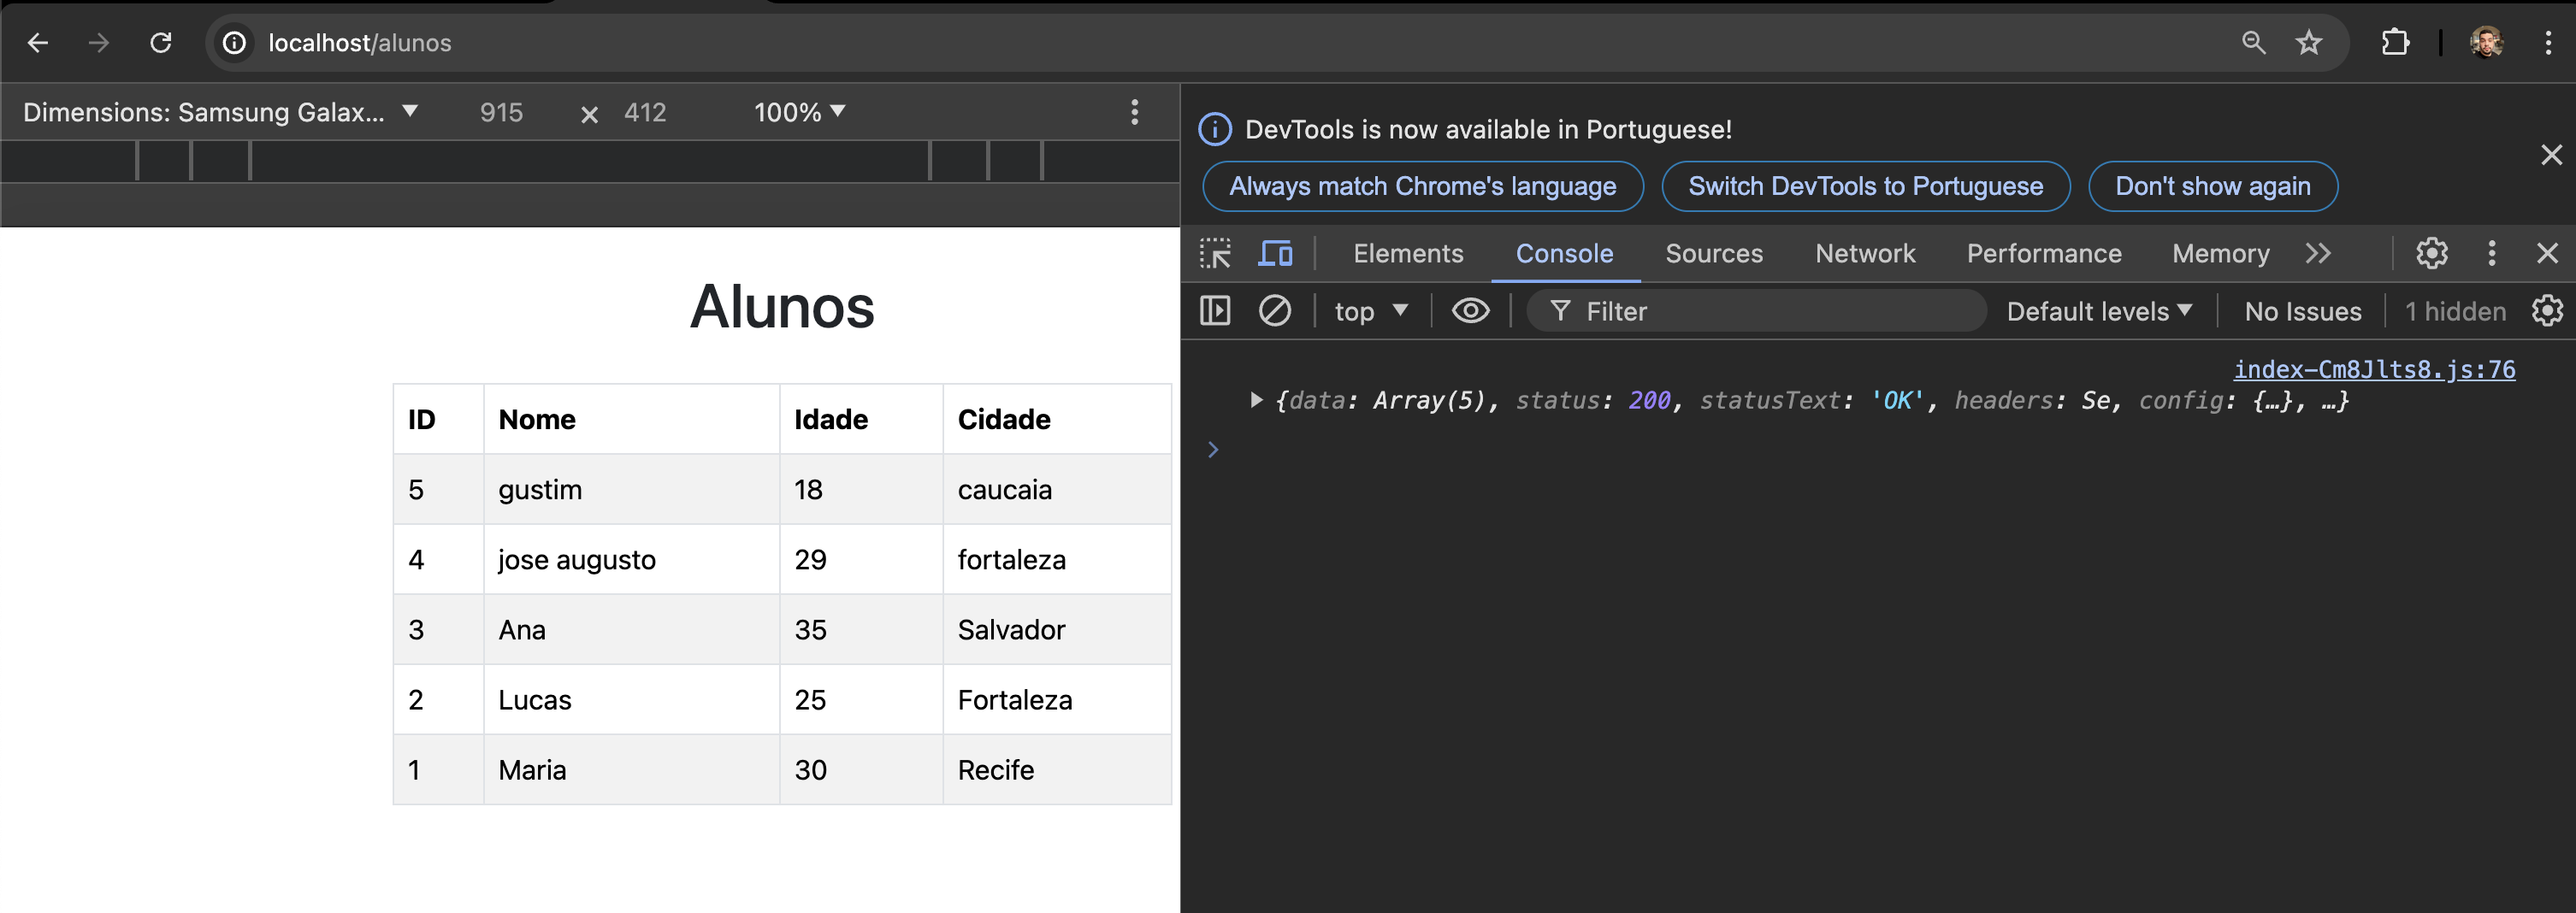 localhost/alunos
Dimensions: Samsung Galax... 915 × 412 100%
DevTools is now available in Portuguese!
Always match Chrome's language Switch DevTools to Portuguese Don't show again
Elements Console Sources Network Performance Memory
top Filter Default levels No Issues 1 hidden
index-Cm8Jlts8.js:76
{data: Array(5), status: 200, statusText: 'OK', headers: Se, config: {…}, …}
Alunos
ID Nome Idade Cidade
5 gustim 18 caucaia
4 jose augusto 29 fortaleza
3 Ana 35 Salvador
2 Lucas 25 Fortaleza
1 Maria 30 Recife